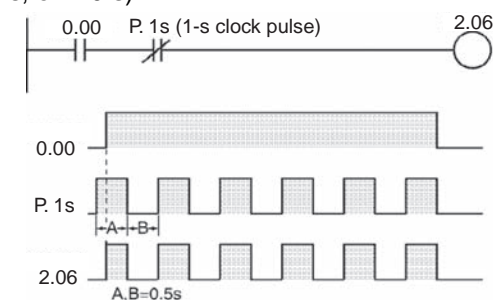 0.00 P. 1s (1-s clock pulse) 2.06
0.00
P. 1s
A B
2.06
A.B=0.5s